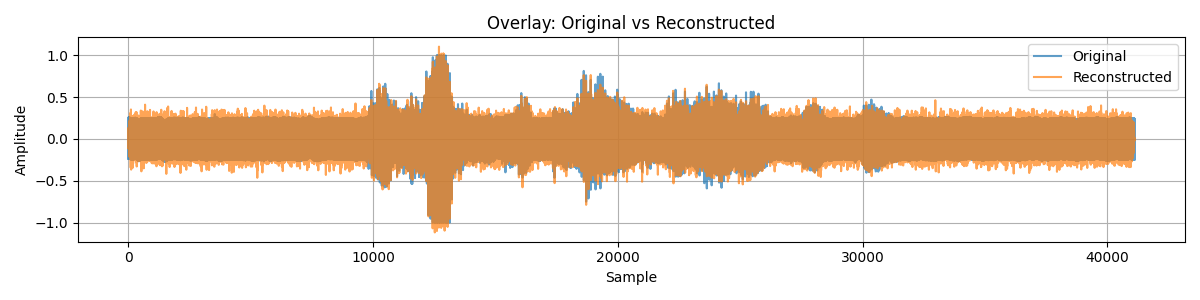 Overlay: Original vs Reconstructed
Amplitude
1.0
0.5
0.0
−0.5
−1.0
Original
Reconstructed
0
10000
20000
30000
40000
Sample